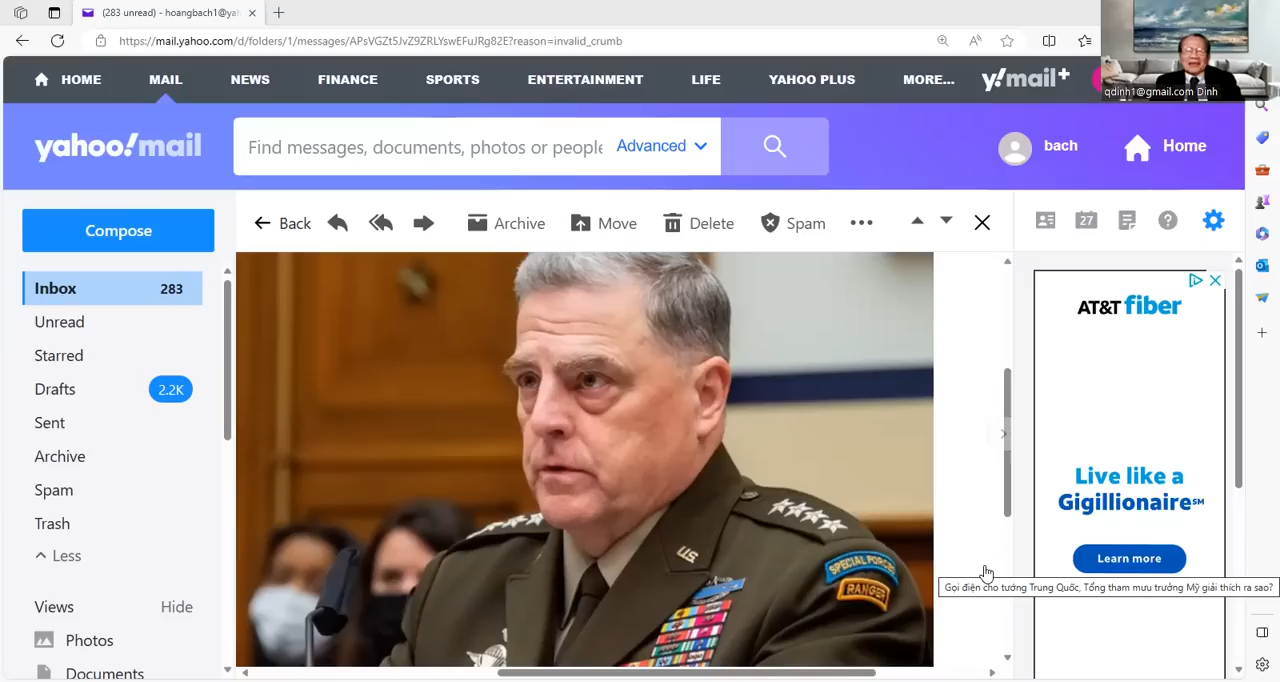 (283 unread) - hoangbach1@yah
https://mail.yahoo.com/d/folders/1/messages/APsVGZt5JvZ9ZRLYswEFuJRg82E?reason=invalid_crumb
qdinh1@gmail.com Dinh
HOME MAIL NEWS FINANCE SPORTS ENTERTAINMENT LIFE YAHOO PLUS MORE... y!mail+
yahoo!mail
Find messages, documents, photos or people Advanced
bach Home
Compose
Back Archive Move Delete Spam
27
Inbox 283
Unread
Starred
Drafts 2.2K
Sent
Archive
Spam
Trash
Less
Views Hide
Photos
Documents
US
SPECIAL FORCES
RANGER
AT&T fiber
Live like a
Gigillionaire℠
Learn more
Gọi điện cho tướng Trung Quốc, Tổng tham mưu trưởng Mỹ giải thích ra sao?